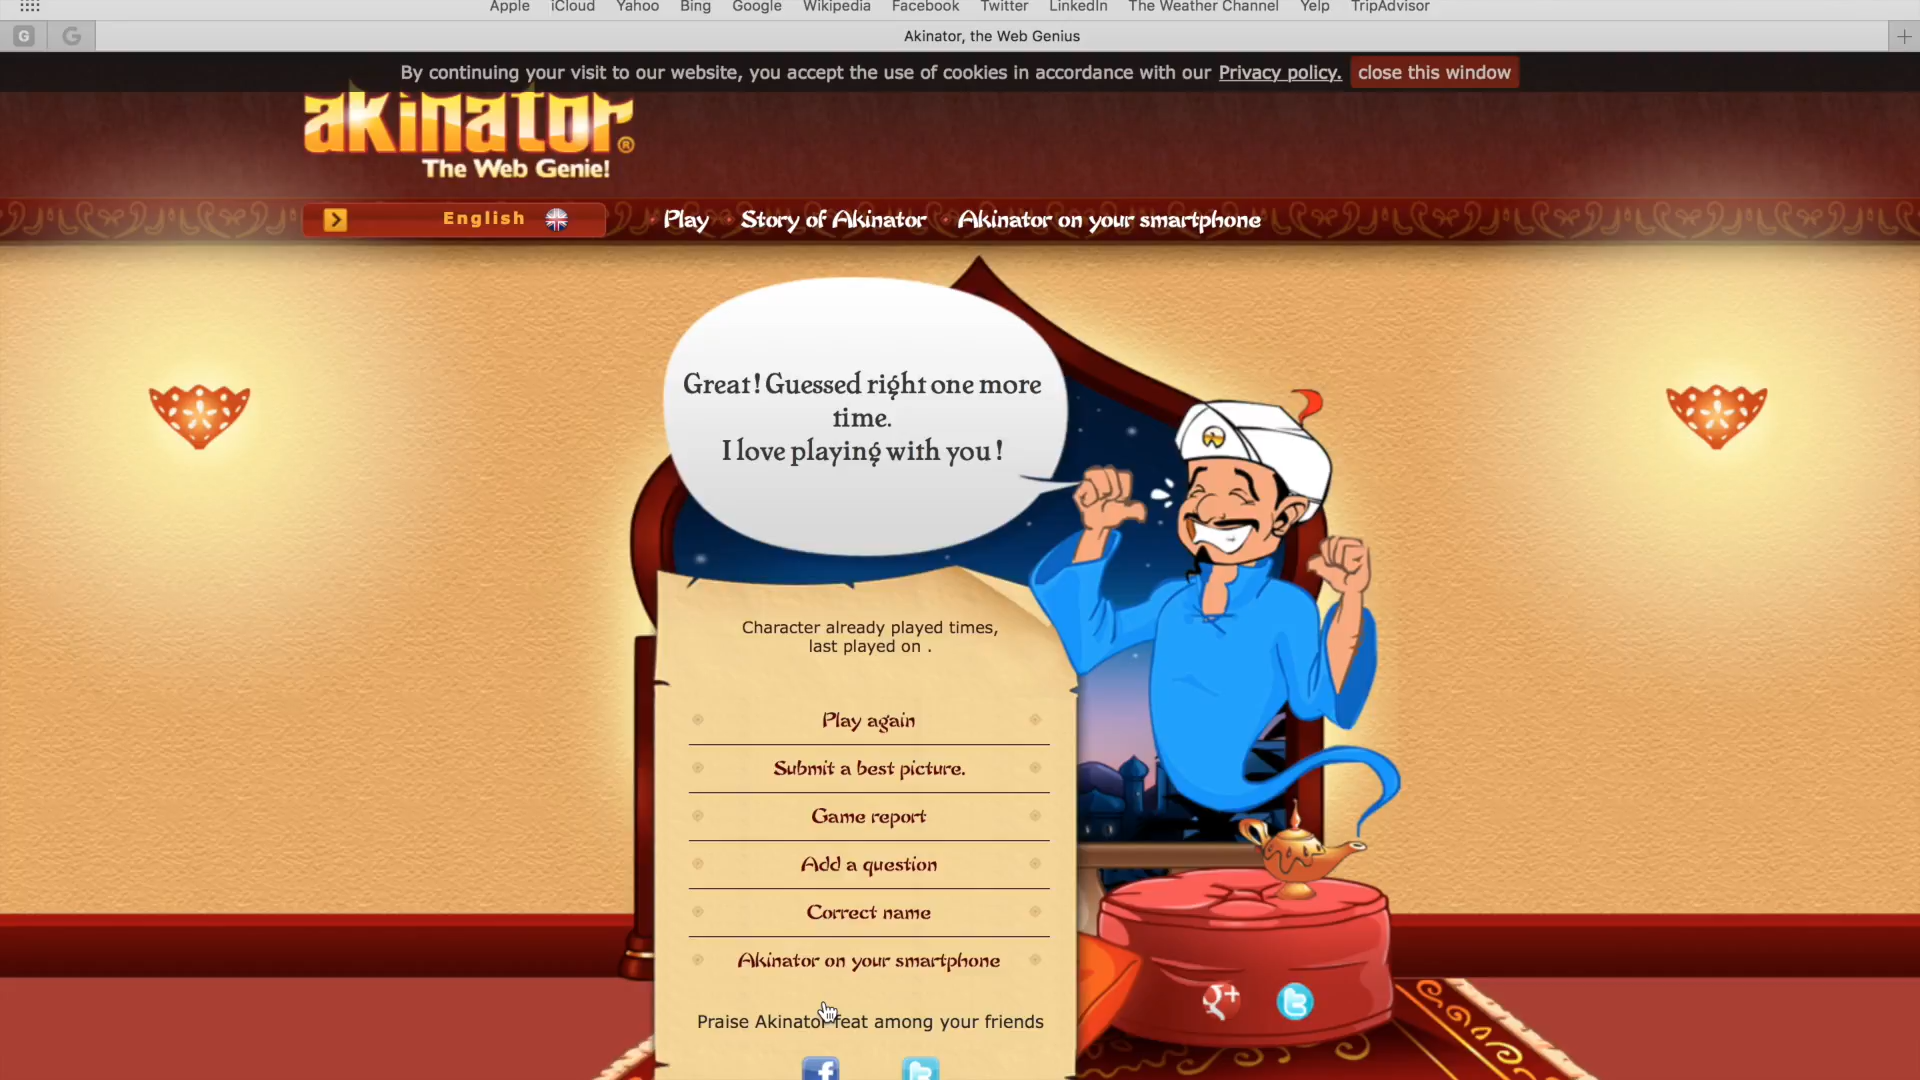 Apple iCloud Yahoo Bing Google Wikipedia Facebook Twitter LinkedIn The Weather Channel Yelp TripAdvisor
G G Akinator, the Web Genius
By continuing your visit to our website, you accept the use of cookies in accordance with our Privacy policy. close this window
akinator®
The Web Genie!
English Play Story of Akinator Akinator on your smartphone
Great! Guessed right one more
time.
I love playing with you!
Character already played times,
last played on .
Play again
Submit a best picture.
Game report
Add a question
Correct name
Akinator on your smartphone
Praise Akinator feat among your friends